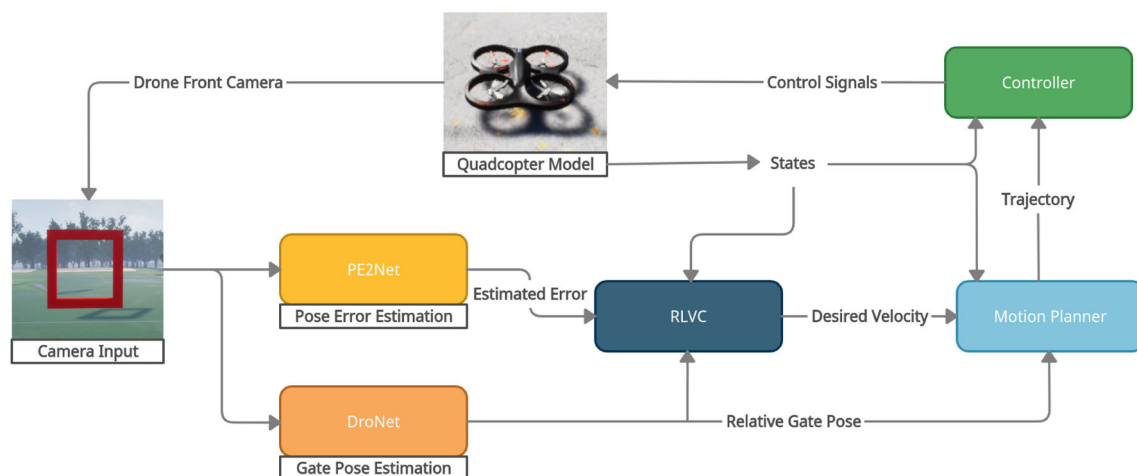 Drone Front Camera
Control Signals
Controller
Quadcopter Model
States
Trajectory
PE2Net
Pose Error Estimation
Estimated Error
RLVC
Desired Velocity
Motion Planner
Camera Input
DroNet
Gate Pose Estimation
Relative Gate Pose